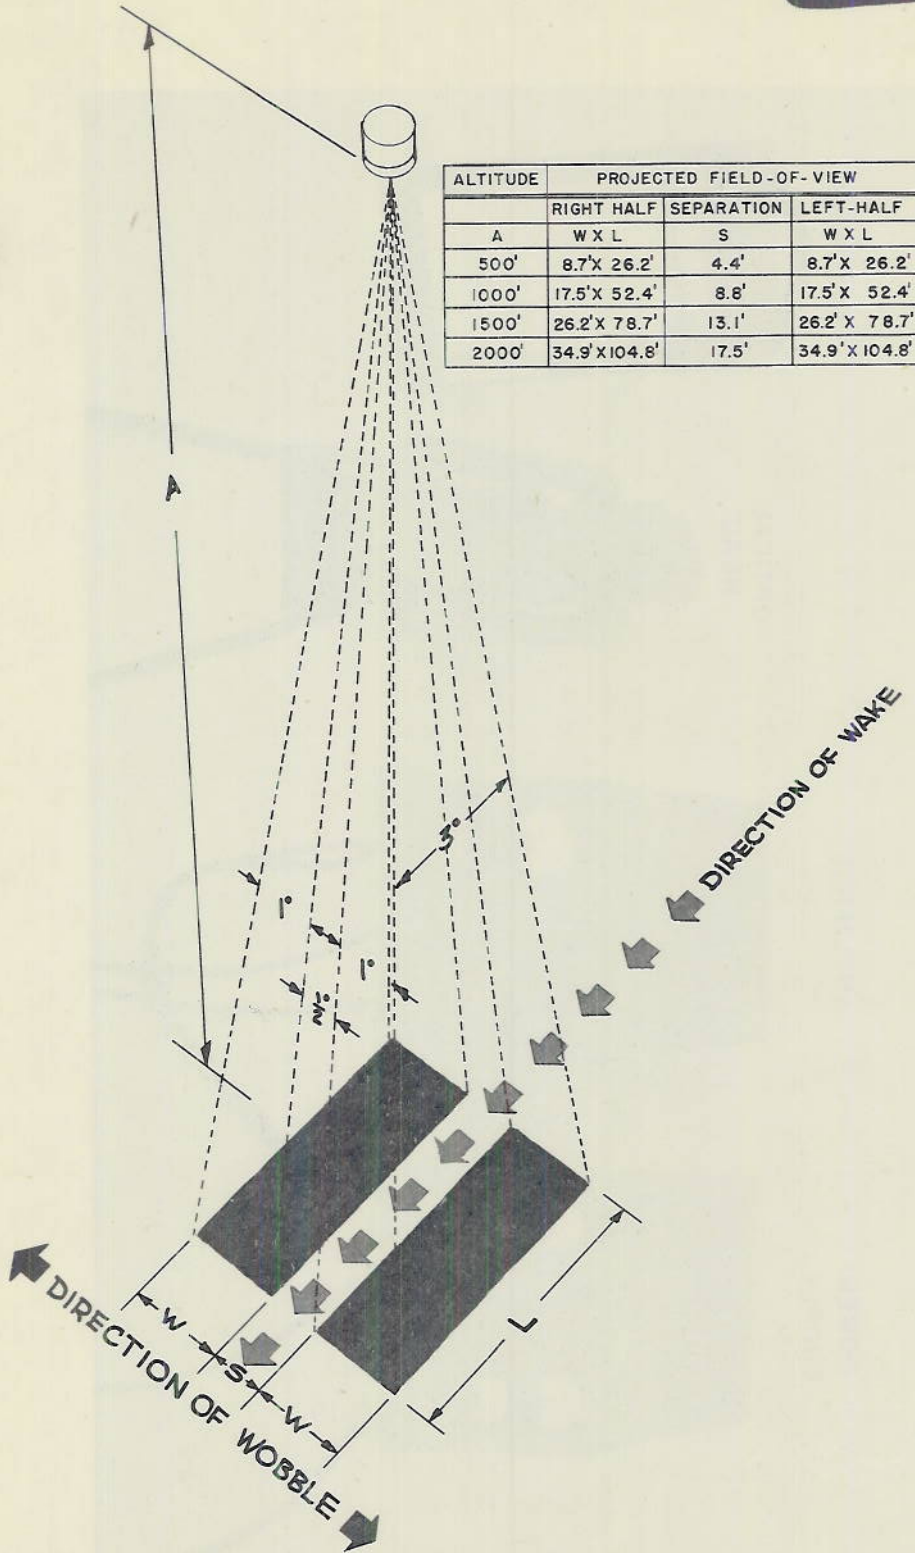 ALTITUDE PROJECTED FIELD-OF-VIEW
RIGHT HALF SEPARATION LEFT-HALF
A W X L S W X L
500' 8.7' X 26.2' 4.4' 8.7' X 26.2'
1000' 17.5' X 52.4' 8.8' 17.5' X 52.4'
1500' 26.2' X 78.7' 13.1' 26.2' X 78.7'
2000' 34.9' X 104.8' 17.5' 34.9' X 104.8'
A
DIRECTION OF WAKE
3°
1°
1°
½°
L
W
S
W
DIRECTION OF WOBBLE